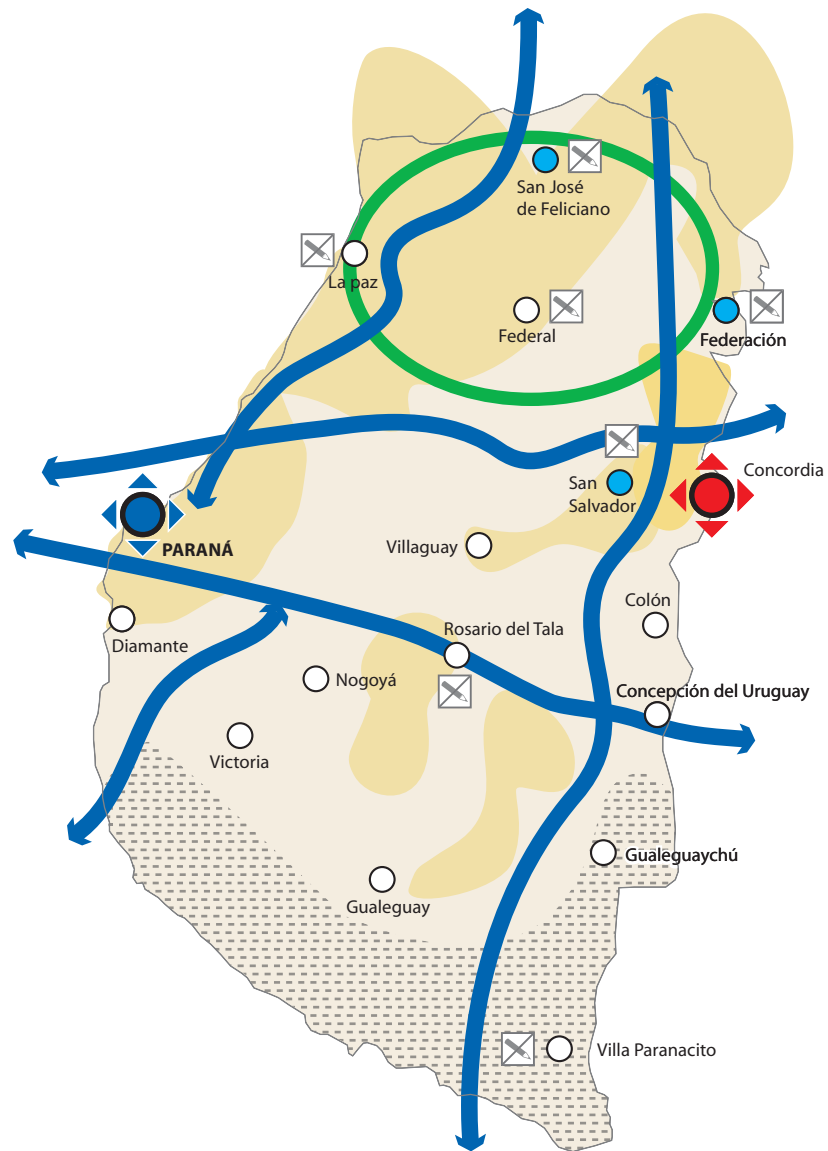 San José
de Feliciano
La paz
Federal
Federación
Concordia
San
Salvador
PARANÁ
Villaguay
Colón
Diamante
Rosario del Tala
Nogoyá
Concepción del Uruguay
Victoria
Gualeguaychú
Gualeguay
Villa Paranacito